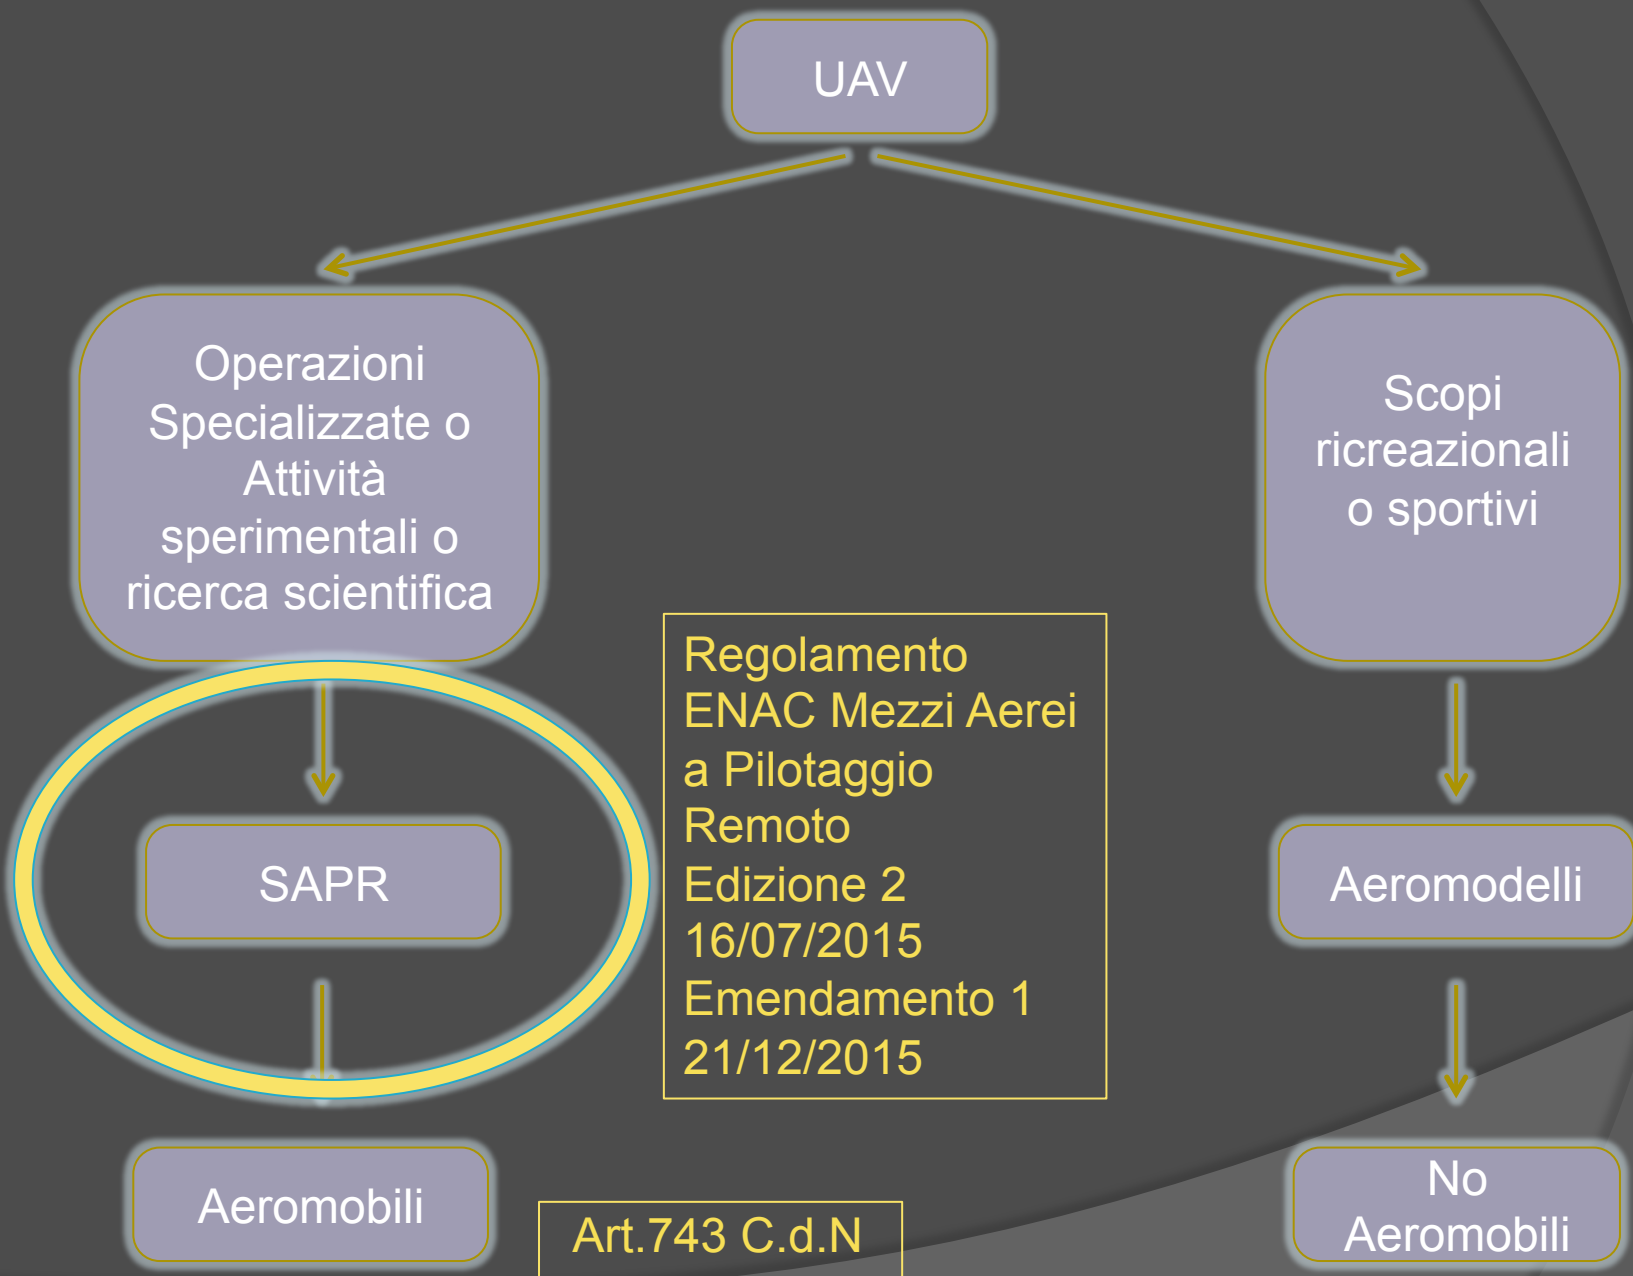 UAV
Operazioni
Specializzate o
Attività
sperimentali o
ricerca scientifica
Scopi
ricreazionali
o sportivi
Regolamento
ENAC Mezzi Aerei
a Pilotaggio
Remoto
Edizione 2
16/07/2015
Emendamento 1
21/12/2015
SAPR
Aeromodelli
Aeromobili
Art.743 C.d.N
No
Aeromobili